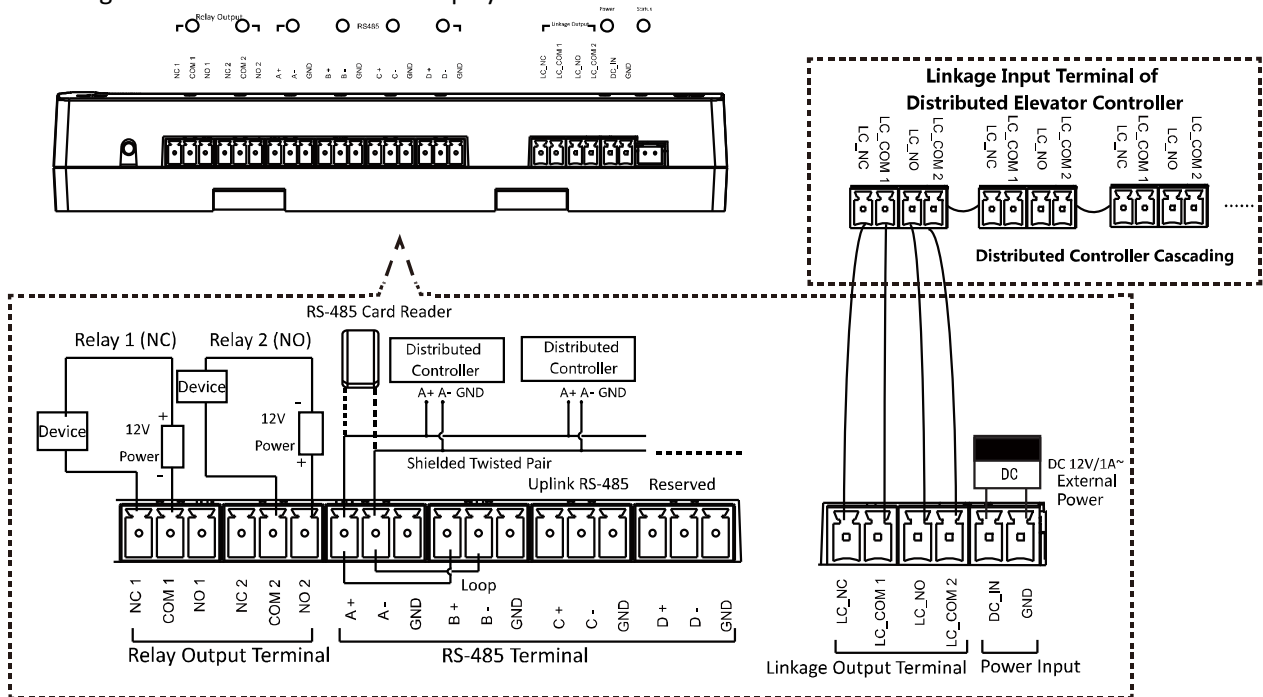 Relay Output
RS485
Linkage Output
Power
Status
NC 1
COM 1
NO 1
NC 2
COM 2
NO 2
A +
A -
GND
B +
B -
GND
C +
C -
GND
D +
D -
GND
LC_NC
LC_COM 1
LC_NO
LC_COM 2
DC_IN
GND
Linkage Input Terminal of
Distributed Elevator Controller
LC_NC
LC_COM 1
LC_NO
LC_COM 2
LC_NC
LC_COM 1
LC_NO
LC_COM 2
LC_NC
LC_COM 1
LC_NO
LC_COM 2
......
Distributed Controller Cascading
RS-485 Card Reader
Relay 1 (NC)
Relay 2 (NO)
Distributed
Controller
Distributed
Controller
A+ A- GND
A+ A- GND
Device
Device
+
12V
Power
-
-
12V
Power
+
Shielded Twisted Pair
Uplink RS-485
Reserved
DC
DC 12V/1A~
External
Power
Loop
NC 1
COM 1
NO 1
NC 2
COM 2
NO 2
A +
A -
GND
B +
B -
GND
C +
C -
GND
D +
D -
GND
LC_NC
LC_COM 1
LC_NO
LC_COM 2
DC_IN
GND
Relay Output Terminal
RS-485 Terminal
Linkage Output Terminal
Power Input